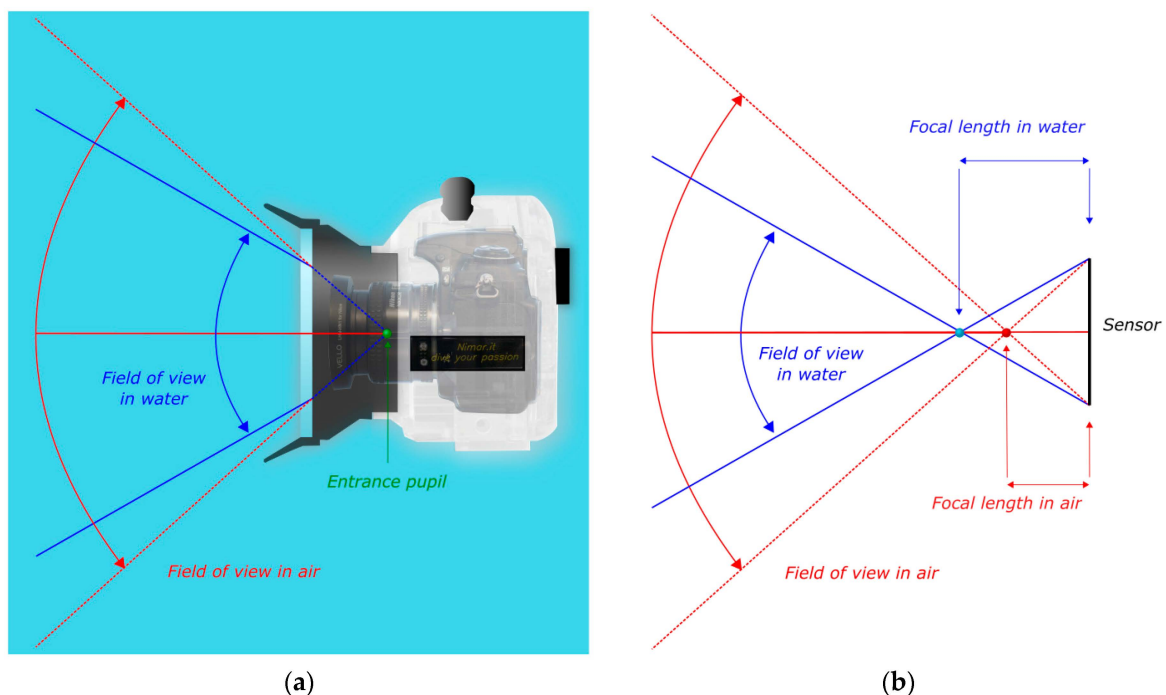 Field of view
in water
Nimar.it
dive your passion
Entrance pupil
Field of view in air
(a)
Focal length in water
Sensor
Field of view
in water
Focal length in air
Field of view in air
(b)